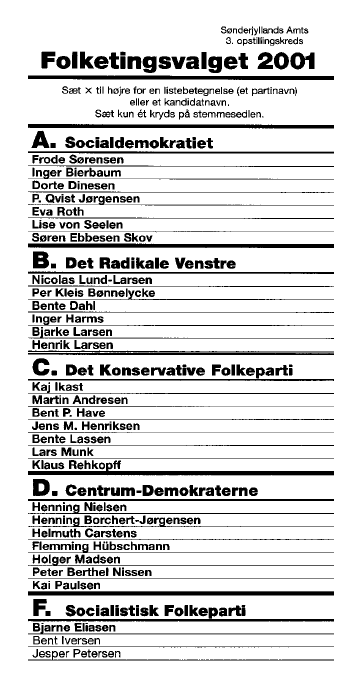 Sønderjyllands Amts
3. opstillingskreds
Folketingsvalget 2001
Sæt × til højre for en listebetegnelse (et partinavn)
eller et kandidatnavn.
Sæt kun ét kryds på stemmesedlen.
A. Socialdemokratiet
Frode Sørensen
Inger Bierbaum
Dorte Dinesen
P. Qvist Jørgensen
Eva Roth
Lise von Seelen
Søren Ebbesen Skov
B. Det Radikale Venstre
Nicolas Lund-Larsen
Per Kleis Bønnelycke
Bente Dahl
Inger Harms
Bjarke Larsen
Henrik Larsen
C. Det Konservative Folkeparti
Kaj Ikast
Martin Andresen
Bent P. Have
Jens M. Henriksen
Bente Lassen
Lars Munk
Klaus Rehkopff
D. Centrum-Demokraterne
Henning Nielsen
Henning Borchert-Jørgensen
Helmuth Carstens
Flemming Hübschmann
Holger Madsen
Peter Berthel Nissen
Kai Paulsen
F. Socialistisk Folkeparti
Bjarne Eliasen
Bent Iversen
Jesper Petersen